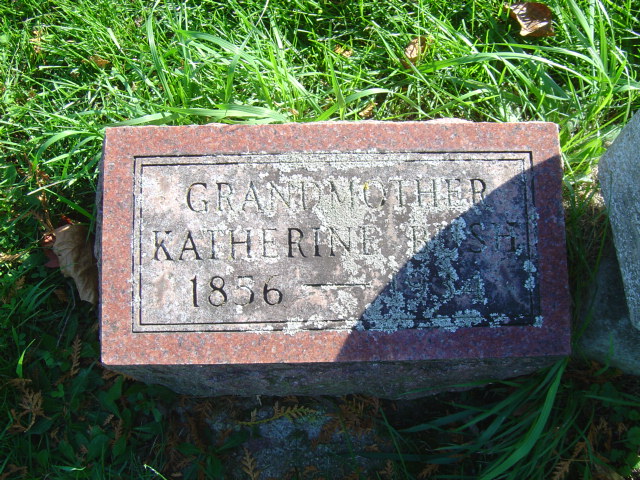 GRANDMOTHER
KATHERINE
1856 —